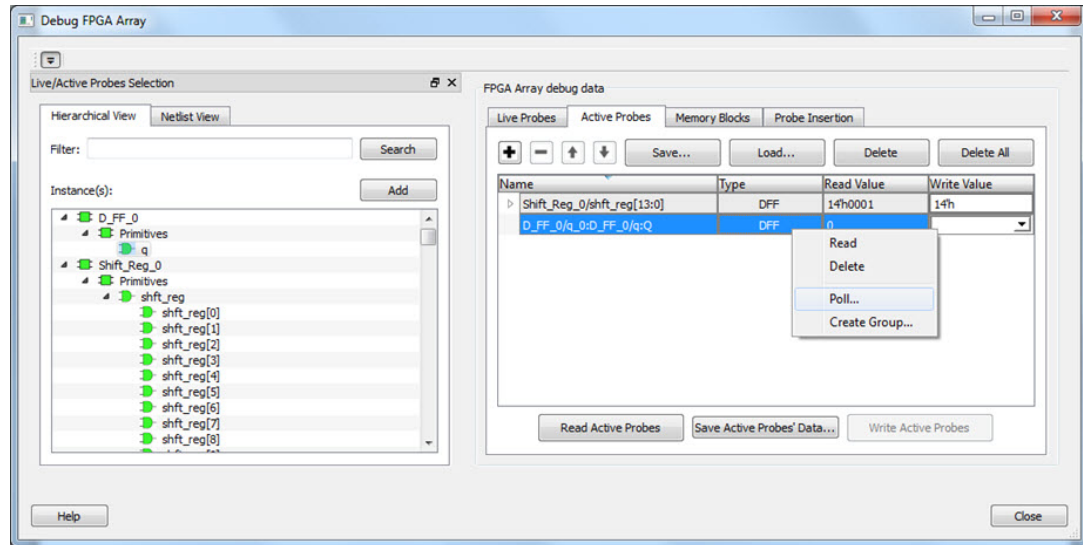 Debug FPGA Array
Live/Active Probes Selection
Hierarchical View Netlist View
Filter: Search
Instance(s): Add
D_FF_0
Primitives
q
Shift_Reg_0
Primitives
shft_reg
shft_reg[0]
shft_reg[1]
shft_reg[2]
shft_reg[3]
shft_reg[4]
shft_reg[5]
shft_reg[6]
shft_reg[7]
shft_reg[8]
FPGA Array debug data
Live Probes Active Probes Memory Blocks Probe Insertion
Save... Load... Delete Delete All
Name Type Read Value Write Value
Shift_Reg_0/shft_reg[13:0] DFF 14'h0001 14'h
D_FF_0/q_0:D_FF_0/q:Q DFF 0
Read
Delete
Poll...
Create Group...
Read Active Probes Save Active Probes' Data... Write Active Probes
Help Close